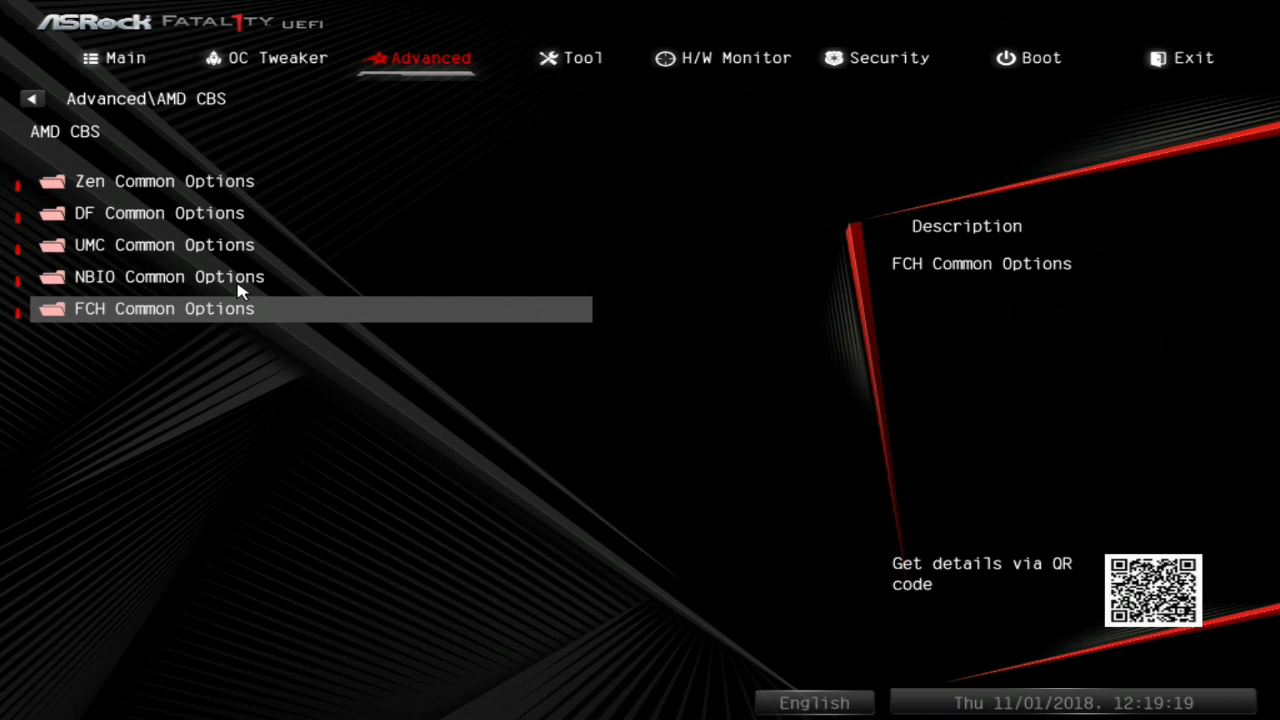 ASRock FATAL1TY UEFI
Main OC Tweaker Advanced Tool H/W Monitor Security Boot Exit
Advanced\AMD CBS
AMD CBS
Zen Common Options
DF Common Options
UMC Common Options
NBIO Common Options
FCH Common Options
Description
FCH Common Options
Get details via QR
code
English
Thu 11/01/2018, 12:19:19